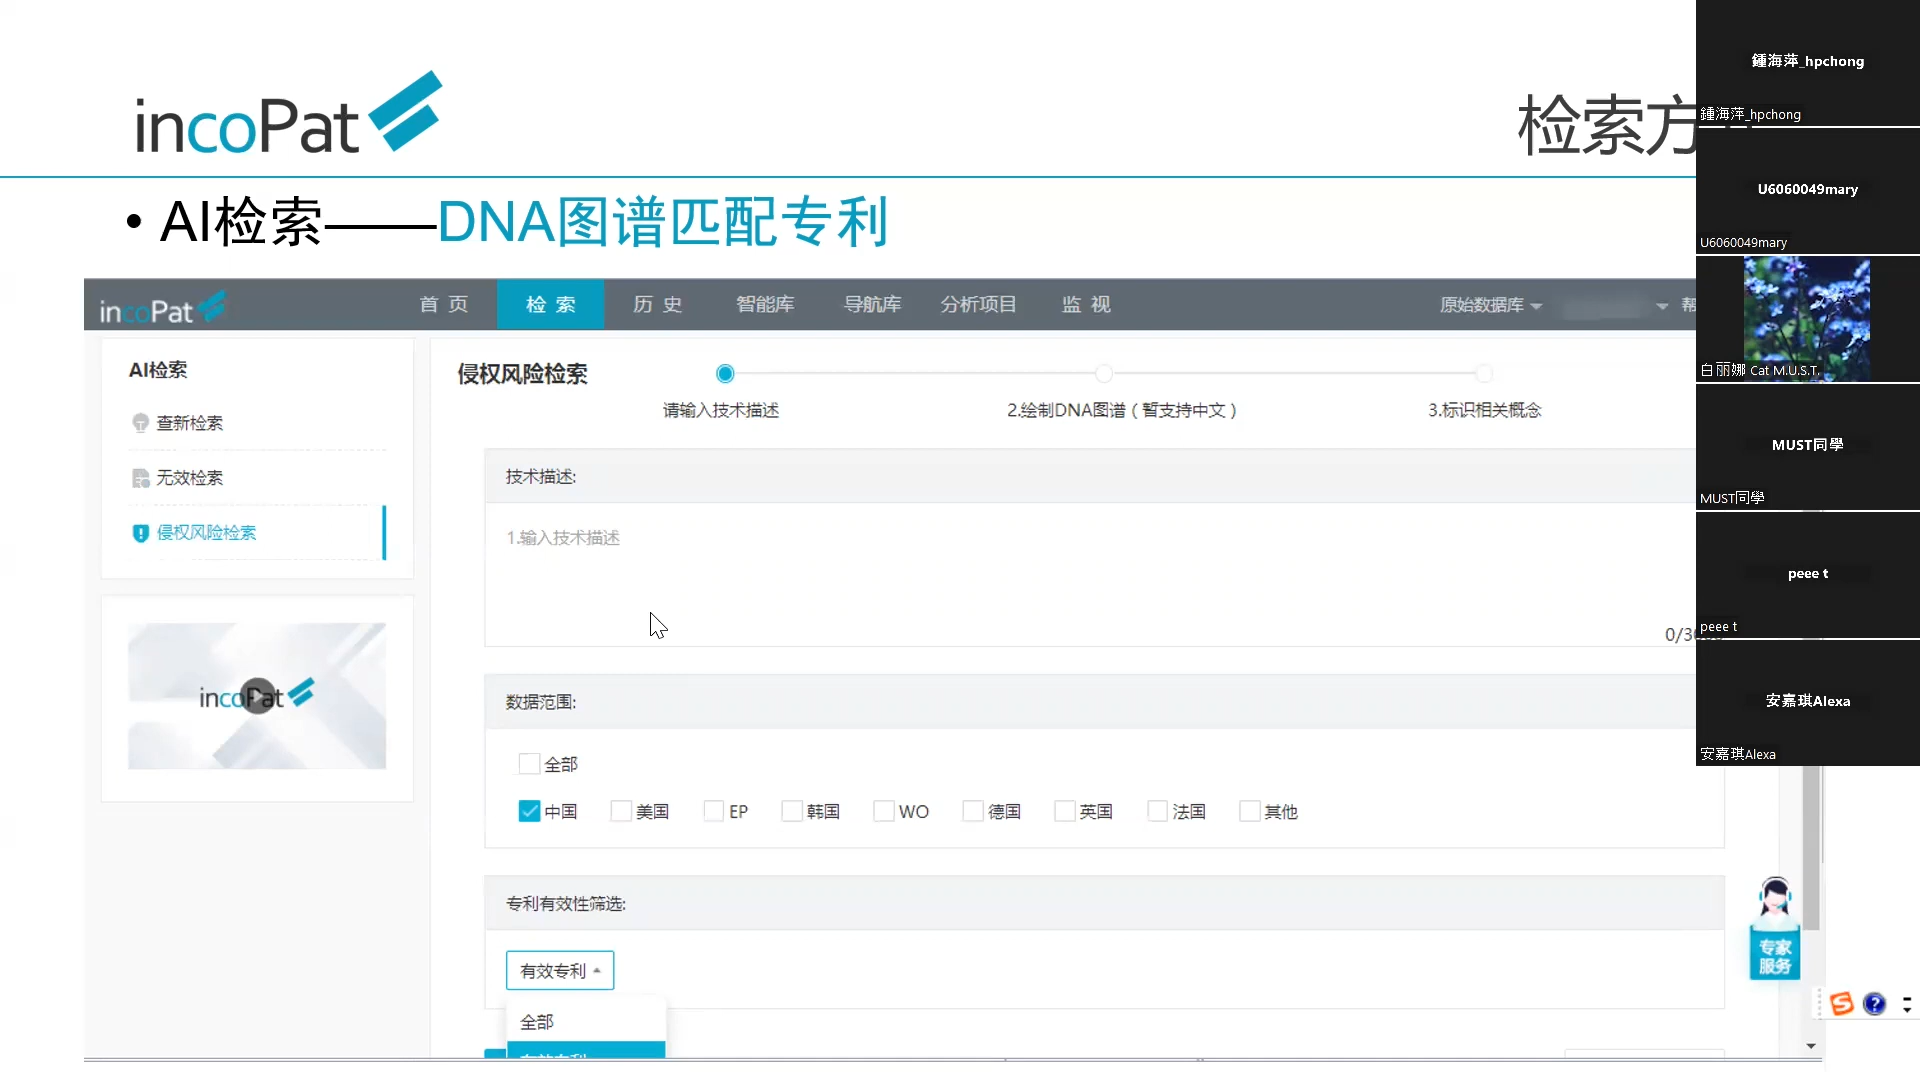 incoPat
检索方
• AI检索——DNA图谱匹配专利
incoPat
首 页
检 索
历 史
智能库
导航库
分析项目
监 视
原始数据库
帮
AI检索
查新检索
无效检索
侵权风险检索
incoPat
侵权风险检索
请输入技术描述
2.绘制DNA图谱（暂支持中文）
3.标识相关概念
技术描述:
1.输入技术描述
0/3
数据范围:
全部
中国
美国
EP
韩国
WO
德国
英国
法国
其他
专利有效性筛选:
有效专利
全部
有效专利
专家
服务
鍾海萍_hpchong
鍾海萍_hpchong
U6060049mary
U6060049mary
白丽娜 Cat M.U.S.T.
MUST同學
MUST同學
peee t
peee t
安嘉琪Alexa
安嘉琪Alexa